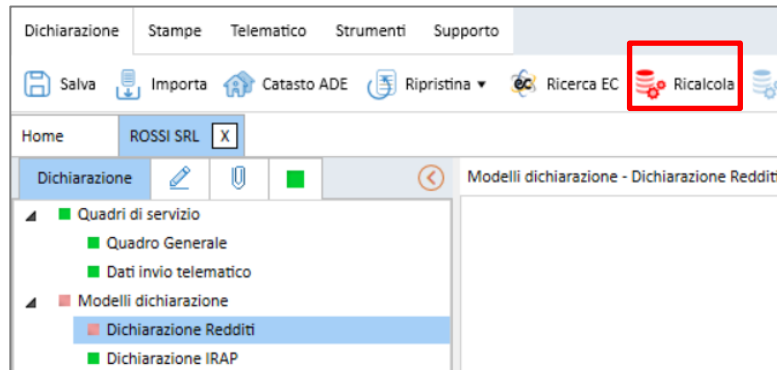 Dichiarazione Stampe Telematico Strumenti Supporto
Salva Importa Catasto ADE Ripristina Ricerca EC Ricalcola
Home ROSSI SRL X
Dichiarazione Modelli dichiarazione - Dichiarazione Redditi
Quadri di servizio
Quadro Generale
Dati invio telematico
Modelli dichiarazione
Dichiarazione Redditi
Dichiarazione IRAP